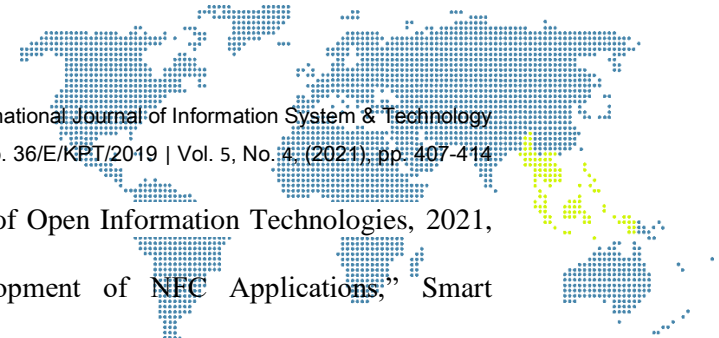 national Journal of Information System & Technology
o. 36/E/KPT/2019 | Vol. 5, No. 4, (2021), pp. 407-414
of Open Information Technologies, 2021,
opment of NFC Applications,” Smart